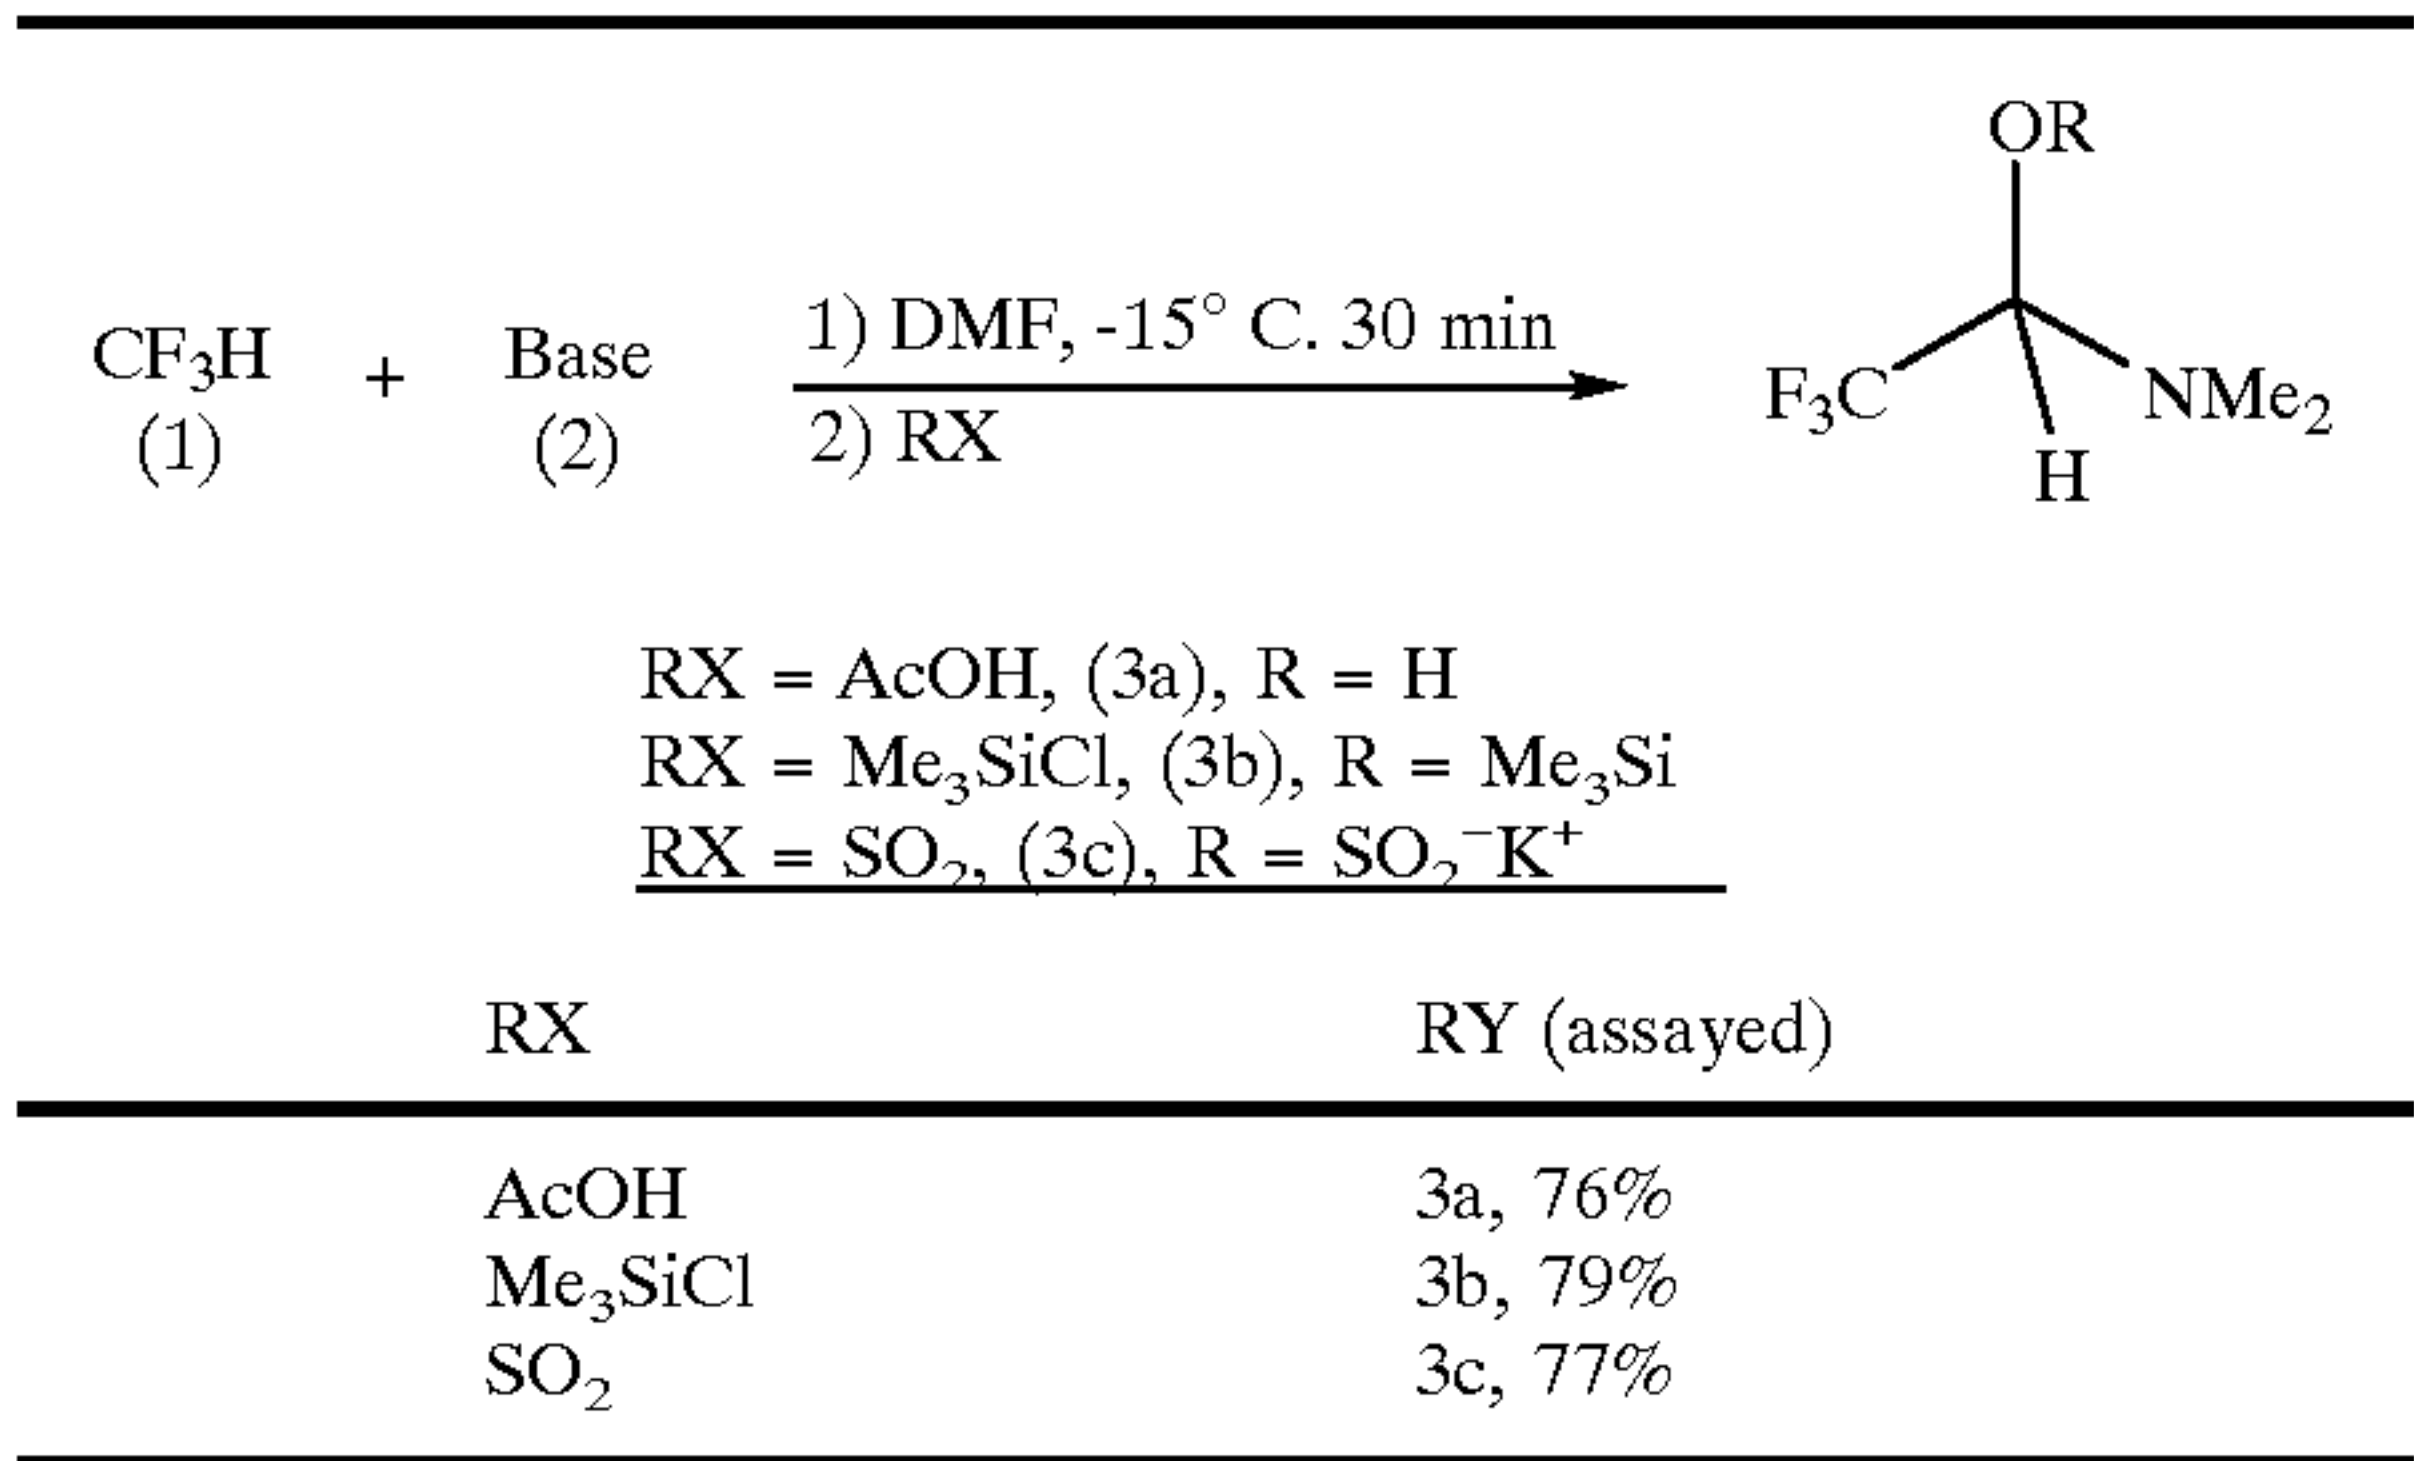 OR
CF₃H + Base 1) DMF, -15° C. 30 min
F₃C NMe₂
(1) (2) 2) RX
H
RX = AcOH, (3a), R = H
RX = Me₃SiCl, (3b), R = Me₃Si
RX = SO₂, (3c), R = SO₂⁻K⁺
RX RY (assayed)
AcOH 3a, 76%
Me₃SiCl 3b, 79%
SO₂ 3c, 77%